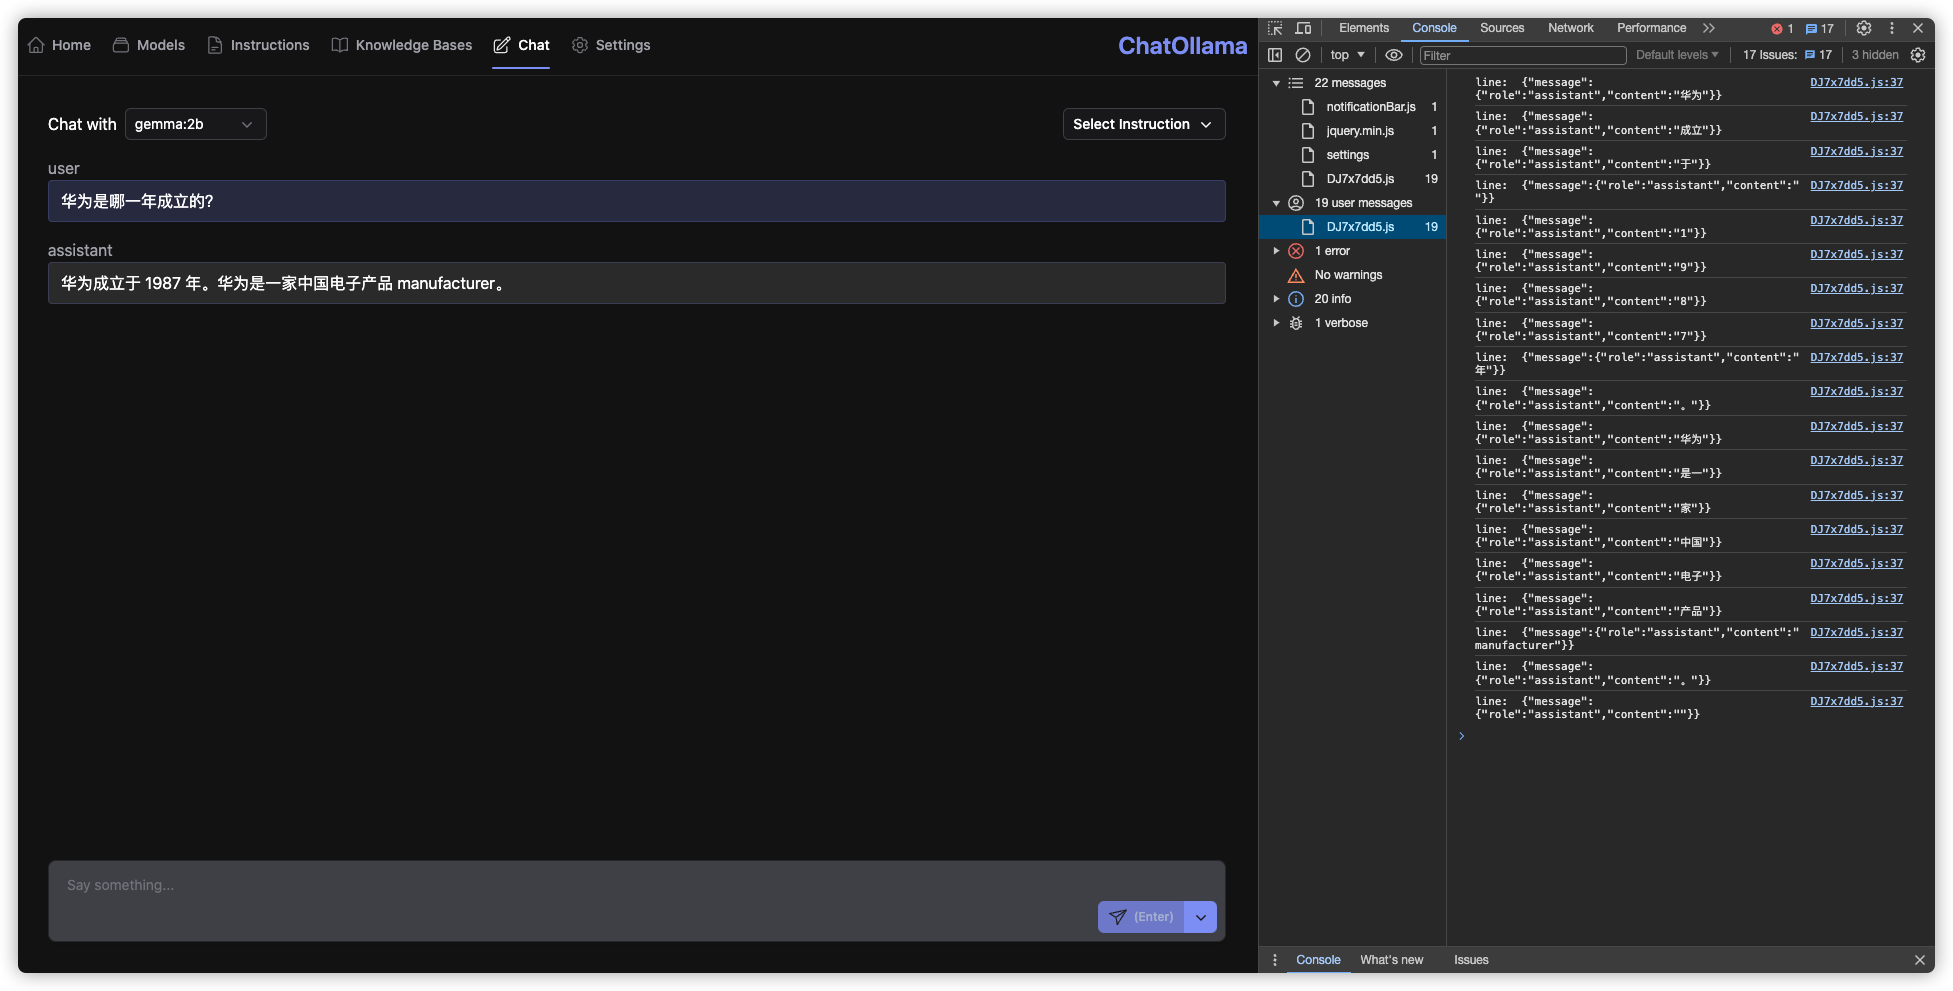 Home Models Instructions Knowledge Bases Chat Settings ChatOllama
Chat with gemma:2b Select Instruction
user
华为是哪一年成立的?
assistant
华为成立于 1987 年。华为是一家中国电子产品 manufacturer。
Say something...
(Enter)
Elements Console Sources Network Performance 1 17
top Filter Default levels 17 Issues: 17 3 hidden
22 messages
notificationBar.js 1
jquery.min.js 1
settings 1
DJ7x7dd5.js 19
19 user messages
DJ7x7dd5.js 19
1 error
No warnings
20 info
1 verbose
line: {"message": DJ7x7dd5.js:37
{"role":"assistant","content":"华为"}}
line: {"message": DJ7x7dd5.js:37
{"role":"assistant","content":"成立"}}
line: {"message": DJ7x7dd5.js:37
{"role":"assistant","content":"于"}}
line: {"message":{"role":"assistant","content":" DJ7x7dd5.js:37
"}}
line: {"message": DJ7x7dd5.js:37
{"role":"assistant","content":"1"}}
line: {"message": DJ7x7dd5.js:37
{"role":"assistant","content":"9"}}
line: {"message": DJ7x7dd5.js:37
{"role":"assistant","content":"8"}}
line: {"message": DJ7x7dd5.js:37
{"role":"assistant","content":"7"}}
line: {"message":{"role":"assistant","content":" DJ7x7dd5.js:37
年"}}
line: {"message": DJ7x7dd5.js:37
{"role":"assistant","content":"。"}}
line: {"message": DJ7x7dd5.js:37
{"role":"assistant","content":"华为"}}
line: {"message": DJ7x7dd5.js:37
{"role":"assistant","content":"是一"}}
line: {"message": DJ7x7dd5.js:37
{"role":"assistant","content":"家"}}
line: {"message": DJ7x7dd5.js:37
{"role":"assistant","content":"中国"}}
line: {"message": DJ7x7dd5.js:37
{"role":"assistant","content":"电子"}}
line: {"message": DJ7x7dd5.js:37
{"role":"assistant","content":"产品"}}
line: {"message":{"role":"assistant","content":" DJ7x7dd5.js:37
manufacturer"}}
line: {"message": DJ7x7dd5.js:37
{"role":"assistant","content":"。"}}
line: {"message": DJ7x7dd5.js:37
{"role":"assistant","content":""}}
Console What's new Issues